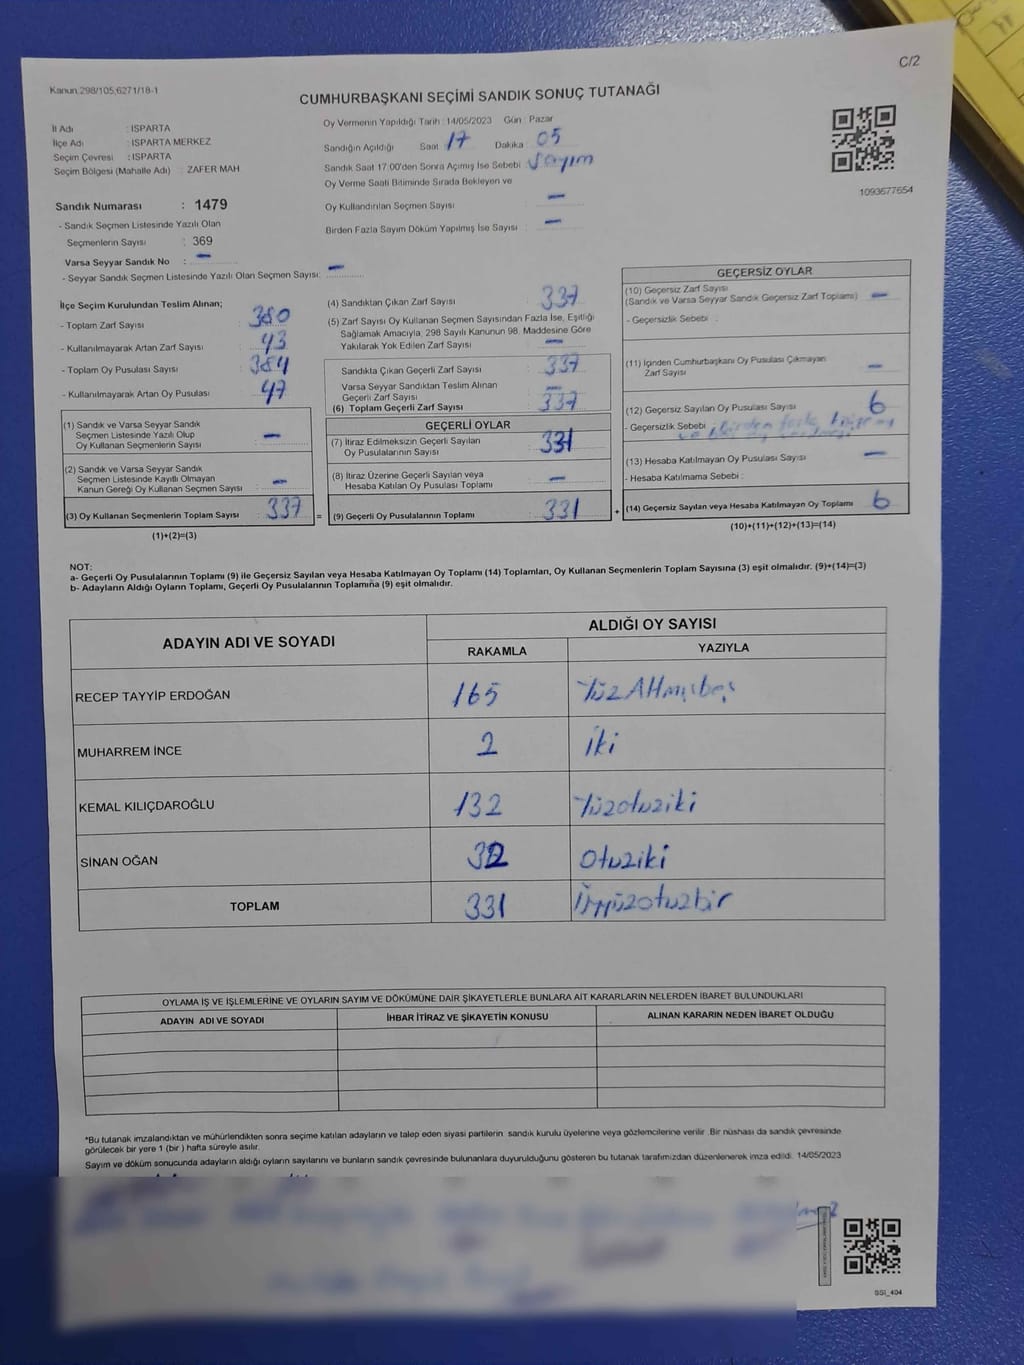 C/2
Kanun 298/105,6271/18-1
CUMHURBAŞKANI SEÇİMİ SANDIK SONUÇ TUTANAĞI
İl Adı : ISPARTA
İlçe Adı : ISPARTA MERKEZ
Seçim Çevresi : ISPARTA
Seçim Bölgesi (Mahalle Adı) : ZAFER MAH
Oy Vermenin Yapıldığı Tarih : 14/05/2023 Gün : Pazar
Sandığın Açıldığı Saat 17 Dakika 05
Sandık Saat 17:00'den Sonra Açılmış İse Sebebi : Sayım
Oy Verme Saati Bitiminde Sırada Bekleyen ve
Oy Kullandırılan Seçmen Sayısı : —
Birden Fazla Sayım Döküm Yapılmış İse Sayısı : —
1093677654
Sandık Numarası : 1479
- Sandık Seçmen Listesinde Yazılı Olan
Seçmenlerin Sayısı : 369
Varsa Seyyar Sandık No : —
- Seyyar Sandık Seçmen Listesinde Yazılı Olan Seçmen Sayısı: —
İlçe Seçim Kurulundan Teslim Alınan;
- Toplam Zarf Sayısı 380
- Kullanılmayarak Artan Zarf Sayısı : 43
- Toplam Oy Pusulası Sayısı : 384
- Kullanılmayarak Artan Oy Pusulası : 47
(1) Sandık ve Varsa Seyyar Sandık
Seçmen Listesinde Yazılı Olup
Oy Kullanan Seçmenlerin Sayısı —
(2) Sandık ve Varsa Seyyar Sandık
Seçmen Listesinde Kayıtlı Olmayan
Kanun Gereği Oy Kullanan Seçmen Sayısı —
(3) Oy Kullanan Seçmenlerin Toplam Sayısı 337 =
(1)+(2)=(3)
(4) Sandıktan Çıkan Zarf Sayısı 337
(5) Zarf Sayısı Oy Kullanan Seçmen Sayısından Fazla İse, Eşitliği
Sağlamak Amacıyla, 298 Sayılı Kanunun 98. Maddesine Göre
Yakılarak Yok Edilen Zarf Sayısı —
Sandıkta Çıkan Geçerli Zarf Sayısı 337
Varsa Seyyar Sandıktan Teslim Alınan
Geçerli Zarf Sayısı —
(6) Toplam Geçerli Zarf Sayısı 337
GEÇERLİ OYLAR
(7) İtiraz Edilmeksizin Geçerli Sayılan
Oy Pusulalarının Sayısı 331
(8) İtiraz Üzerine Geçerli Sayılan veya
Hesaba Katılan Oy Pusulası Toplamı —
(9) Geçerli Oy Pusulalarının Toplamı 331 +
GEÇERSİZ OYLAR
(10) Geçersiz Zarf Sayısı
(Sandık ve Varsa Seyyar Sandık Geçersiz Zarf Toplamı) —
- Geçersizlik Sebebi :
(11) İçinden Cumhurbaşkanı Oy Pusulası Çıkmayan
Zarf Sayısı —
(12) Geçersiz Sayılan Oy Pusulası Sayısı 6
- Geçersizlik Sebebi birden fazla
(13) Hesaba Katılmayan Oy Pusulası Sayısı —
- Hesaba Katılmama Sebebi :
(14) Geçersiz Sayılan veya Hesaba Katılmayan Oy Toplamı 6
(10)+(11)+(12)+(13)=(14)
NOT:
a- Geçerli Oy Pusulalarının Toplamı (9) ile Geçersiz Sayılan veya Hesaba Katılmayan Oy Toplamı (14) Toplamları, Oy Kullanan Seçmenlerin Toplam Sayısına (3) eşit olmalıdır. (9)+(14)=(3)
b- Adayların Aldığı Oyların Toplamı, Geçerli Oy Pusulalarının Toplamına (9) eşit olmalıdır.
ADAYIN ADI VE SOYADI
ALDIĞI OY SAYISI
RAKAMLA YAZIYLA
RECEP TAYYİP ERDOĞAN 165 YüzAltmışbeş
MUHARREM İNCE 2 İki
KEMAL KILIÇDAROĞLU 132 Yüzotuziki
SİNAN OĞAN 32 Otuziki
TOPLAM 331 Üçyüzotuzbir
OYLAMA İŞ VE İŞLEMLERİNE VE OYLARIN SAYIM VE DÖKÜMÜNE DAİR ŞİKAYETLERLE BUNLARA AİT KARARLARIN NELERDEN İBARET BULUNDUKLARI
ADAYIN ADI VE SOYADI İHBAR İTİRAZ VE ŞİKAYETİN KONUSU ALINAN KARARIN NEDEN İBARET OLDUĞU
*Bu tutanak imzalandıktan ve mühürlendikten sonra seçime katılan adayların ve talep eden siyasi partilerin sandık kurulu üyelerine veya gözlemcilerine verilir .Bir nüshası da sandık çevresinde
görülecek bir yere 1 (bir ) hafta süreyle asılır.
Sayım ve döküm sonucunda adayların aldığı oyların sayılarını ve bunların sandık çevresinde bulunanlara duyurulduğunu gösteren bu tutanak tarafımızdan düzenlenerek imza edildi. 14/05/2023